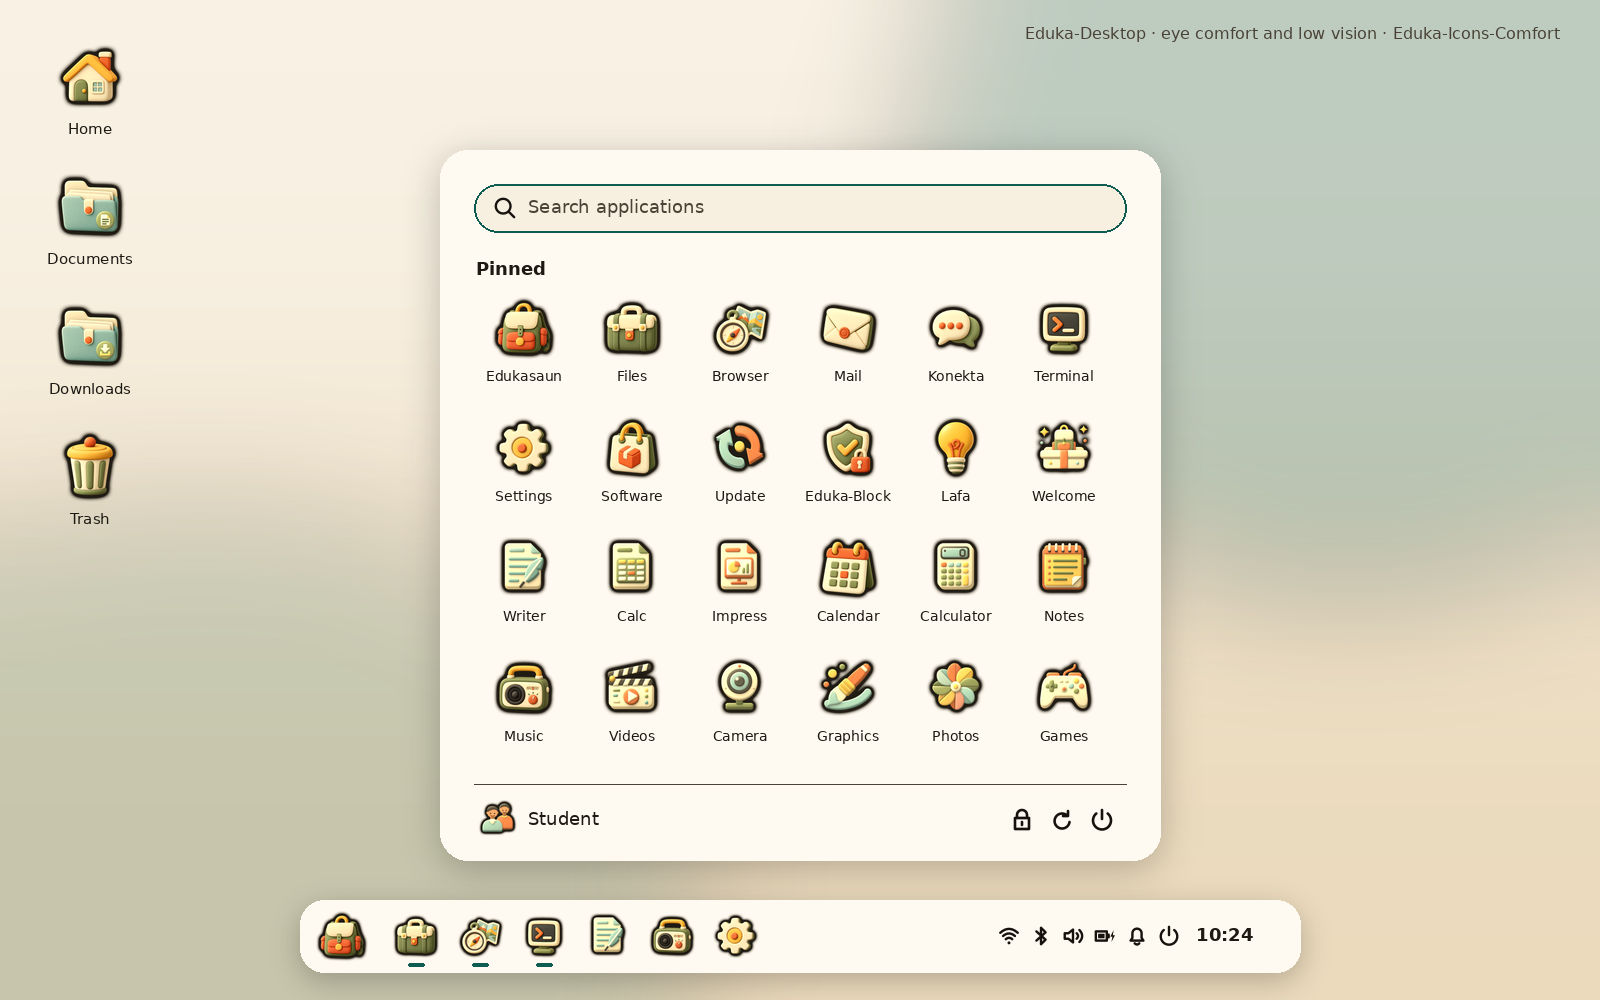 Eduka-Desktop · eye comfort and low vision · Eduka-Icons-Comfort
Home
Documents
Downloads
Trash
Search applications
Pinned
Edukasaun Files Browser Mail Konekta Terminal
Settings Software Update Eduka-Block Lafa Welcome
Writer Calc Impress Calendar Calculator Notes
Music Videos Camera Graphics Photos Games
Student
10:24